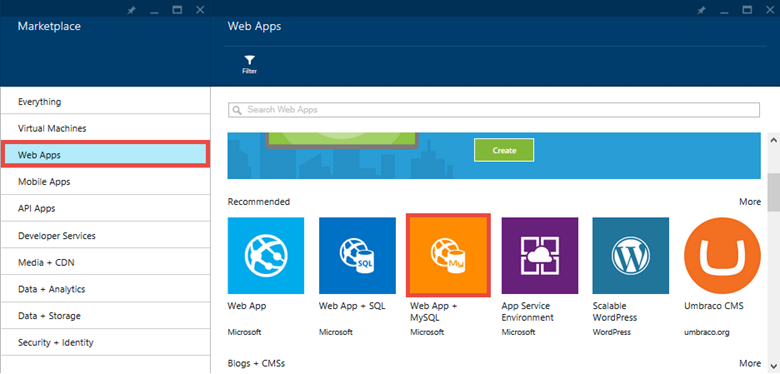 Marketplace
Web Apps
Filter
Everything
Virtual Machines
Web Apps
Mobile Apps
API Apps
Developer Services
Media + CDN
Data + Analytics
Data + Storage
Security + Identity
Search Web Apps
Create
Recommended
More
SQL
My
Web App
Microsoft
Web App + SQL
Microsoft
Web App +
MySQL
Microsoft
App Service
Environment
Microsoft
Scalable
WordPress
WordPress
Umbraco CMS
umbraco.org
Blogs + CMSs
More